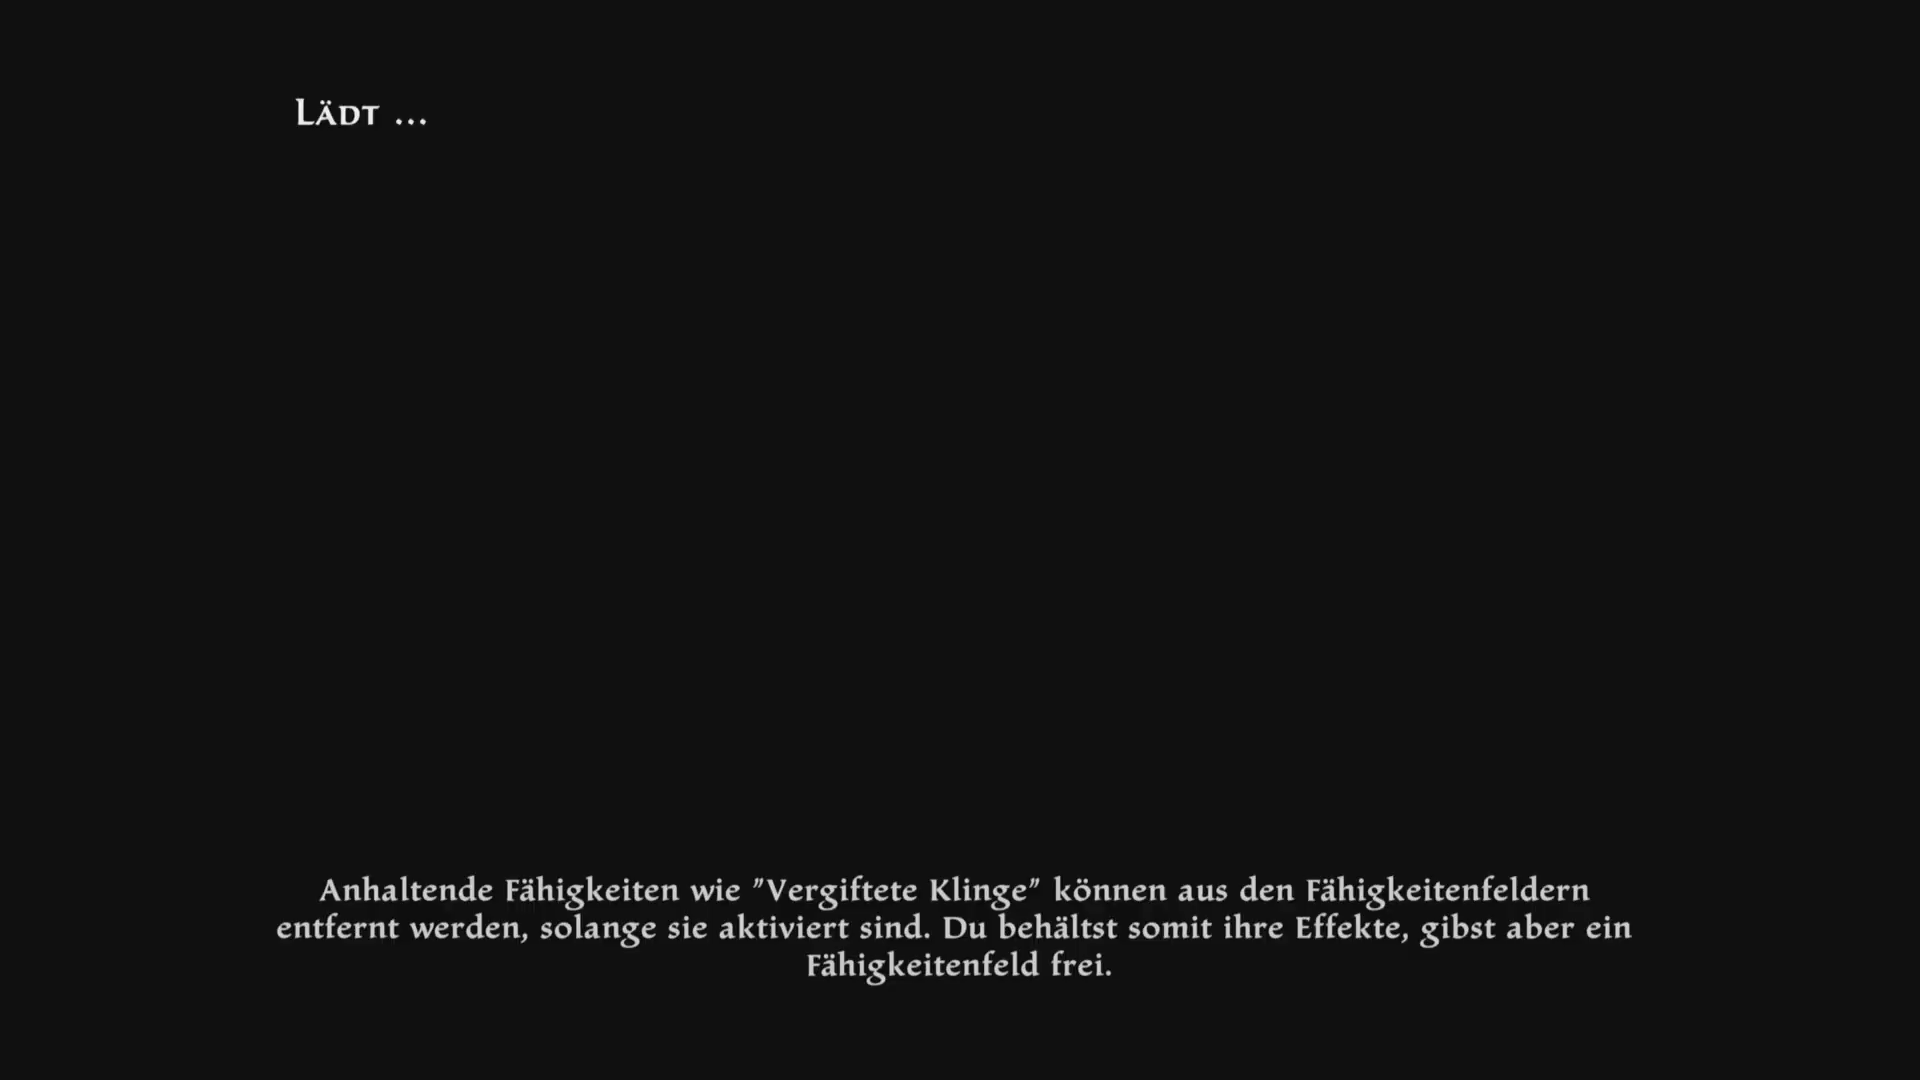 Lädt ...
Anhaltende Fähigkeiten wie "Vergiftete Klinge" können aus den Fähigkeitenfeldern
entfernt werden, solange sie aktiviert sind. Du behältst somit ihre Effekte, gibst aber ein
Fähigkeitenfeld frei.